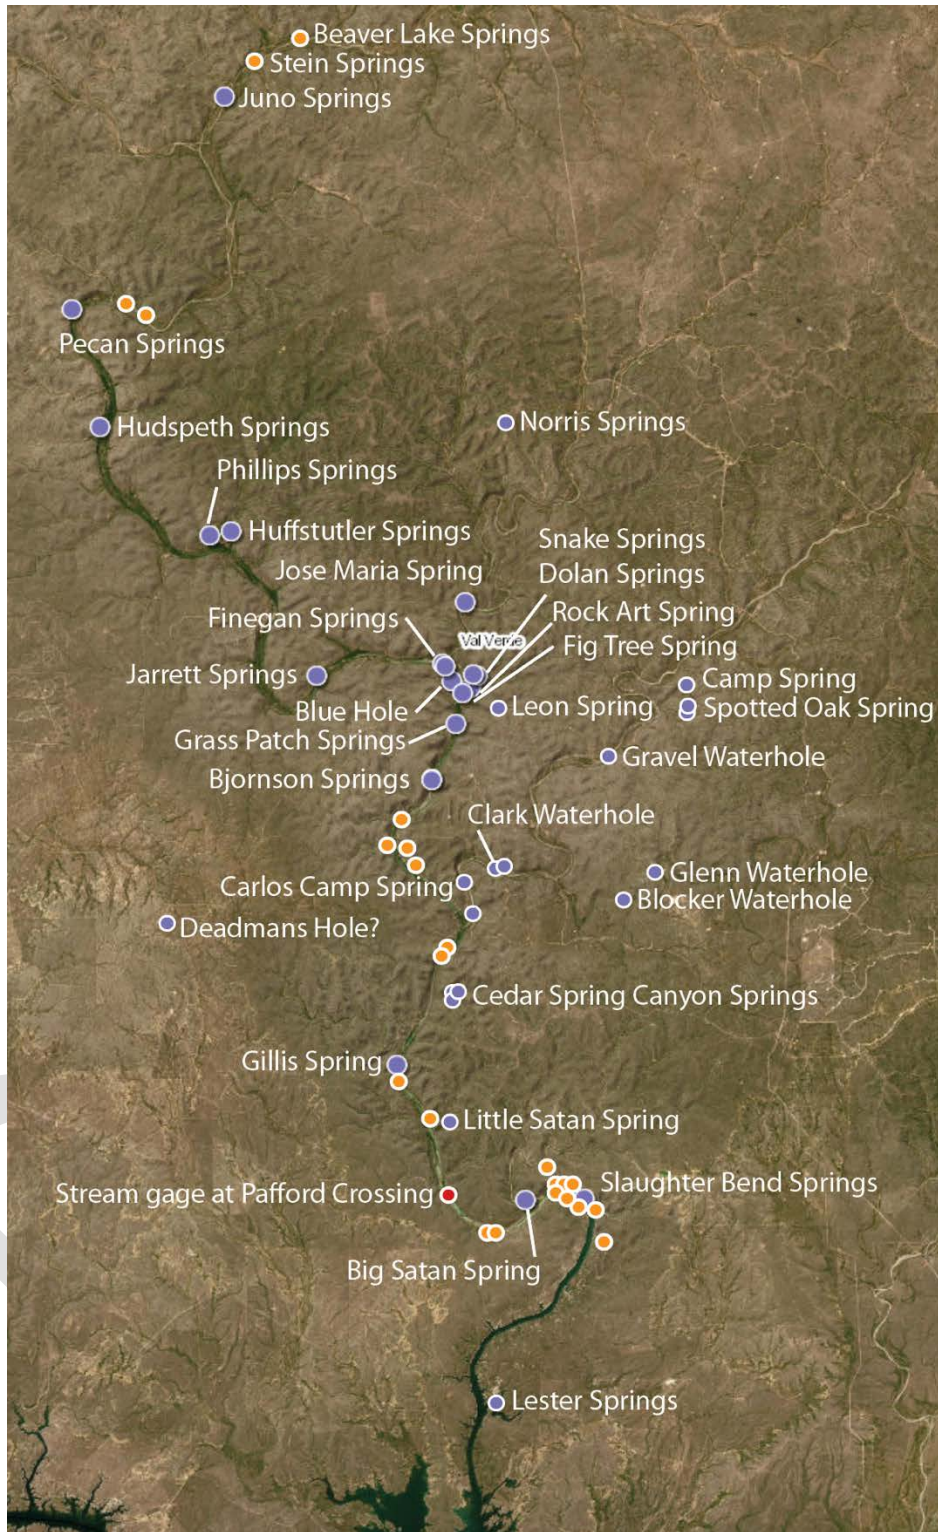 Beaver Lake Springs
Stein Springs
Juno Springs
Pecan Springs
Hudspeth Springs
Norris Springs
Phillips Springs
Huffstutler Springs
Snake Springs
Jose Maria Spring
Dolan Springs
Rock Art Spring
Finegan Springs
Val Verde
Fig Tree Spring
Jarrett Springs
Camp Spring
Blue Hole
Leon Spring
Spotted Oak Spring
Grass Patch Springs
Gravel Waterhole
Bjornson Springs
Clark Waterhole
Glenn Waterhole
Carlos Camp Spring
Blocker Waterhole
Deadmans Hole?
Cedar Spring Canyon Springs
Gillis Spring
Little Satan Spring
Slaughter Bend Springs
Stream gage at Pafford Crossing
Big Satan Spring
Lester Springs